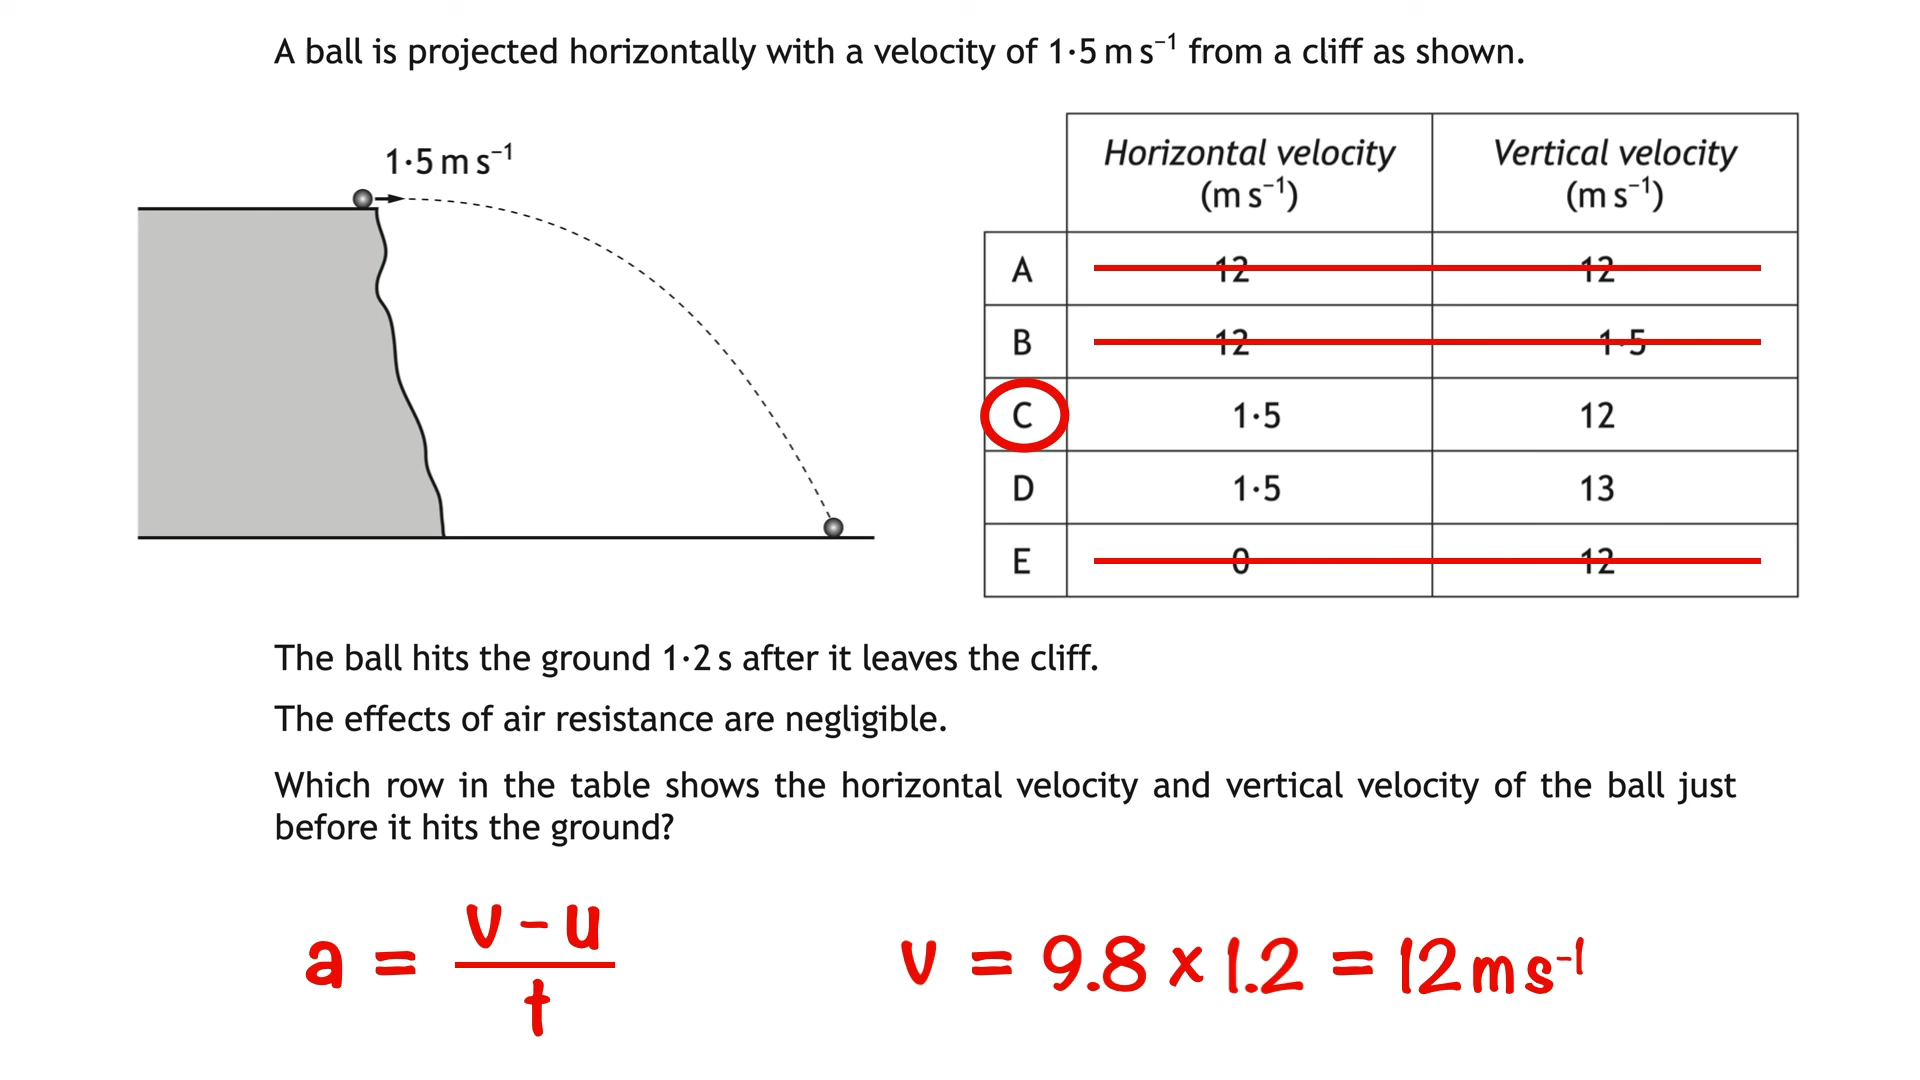 A ball is projected horizontally with a velocity of 1·5 m s⁻¹ from a cliff as shown.
1·5 m s⁻¹
Horizontal velocity (m s⁻¹) Vertical velocity (m s⁻¹)
A 12 12
B 12 1·5
C 1·5 12
D 1·5 13
E 0 12
The ball hits the ground 1·2 s after it leaves the cliff.
The effects of air resistance are negligible.
Which row in the table shows the horizontal velocity and vertical velocity of the ball just
before it hits the ground?
a = v - u / t
v = 9.8 x 1.2 = 12 m s⁻¹